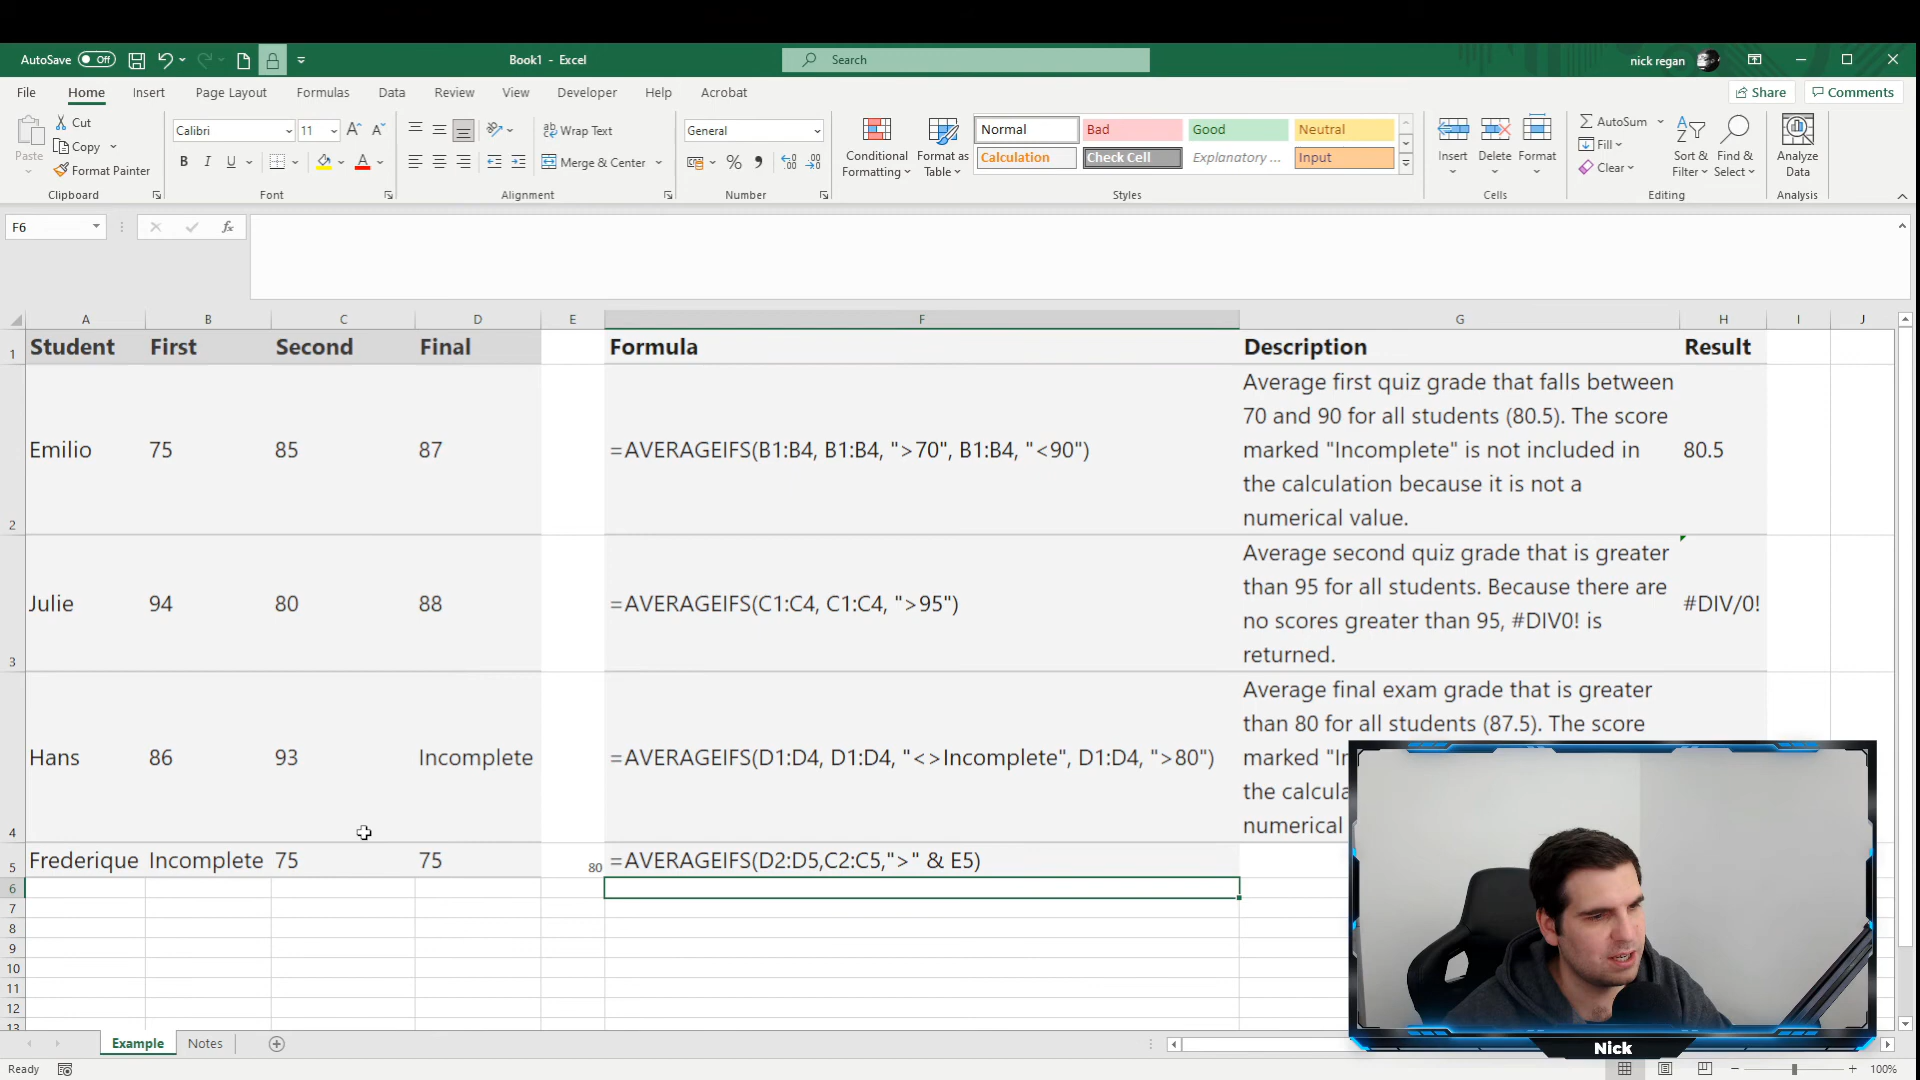 AutoSave Off
Book1 - Excel
Search
nick regan
File Home Insert Page Layout Formulas Data Review View Developer Help Acrobat
Share Comments
Paste
Cut
Copy
Format Painter
Clipboard
Calibri 11
B I U
Font
Wrap Text
Merge & Center
Alignment
General
Number
Conditional Formatting
Format as Table
Normal Bad Good Neutral
Calculation Check Cell Explanatory ... Input
Styles
Insert Delete Format
Cells
AutoSum
Fill
Clear
Sort & Filter
Find & Select
Editing
Analyze Data
Analysis
F6
fx
A B C D E F G H I J
1 Student First Second Final Formula Description Result
2 Emilio 75 85 87 =AVERAGEIFS(B1:B4, B1:B4, ">70", B1:B4, "<90")
Average first quiz grade that falls between
70 and 90 for all students (80.5). The score
marked "Incomplete" is not included in
the calculation because it is not a
numerical value.
80.5
3 Julie 94 80 88 =AVERAGEIFS(C1:C4, C1:C4, ">95")
Average second quiz grade that is greater
than 95 for all students. Because there are
no scores greater than 95, #DIV0! is
returned.
#DIV/0!
4 Hans 86 93 Incomplete =AVERAGEIFS(D1:D4, D1:D4, "<>Incomplete", D1:D4, ">80")
Average final exam grade that is greater
than 80 for all students (87.5). The score
marked
the
numerical
5 Frederique Incomplete 75 75 80 =AVERAGEIFS(D2:D5,C2:C5,">" & E5)
6
7
8
9
10
11
12
13
Nick
Example Notes
Ready
100%